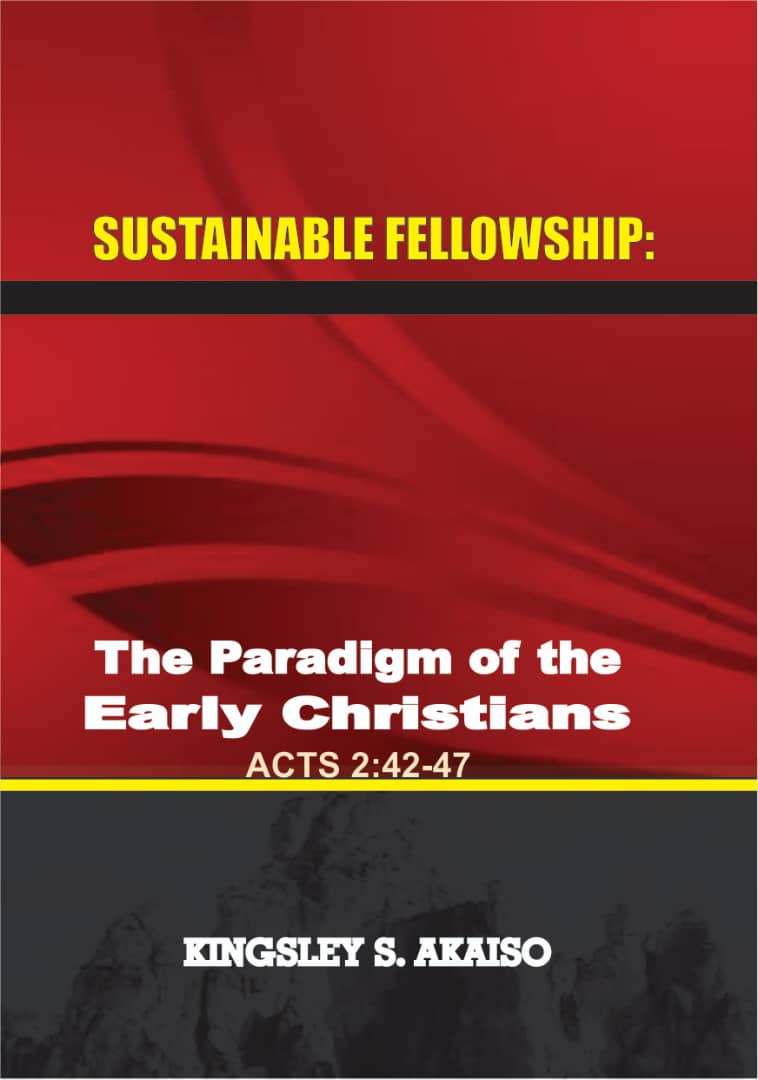 SUSTAINABLE FELLOWSHIP:
The Paradigm of the
Early Christians
ACTS 2:42-47
KINGSLEY S. AKAISO